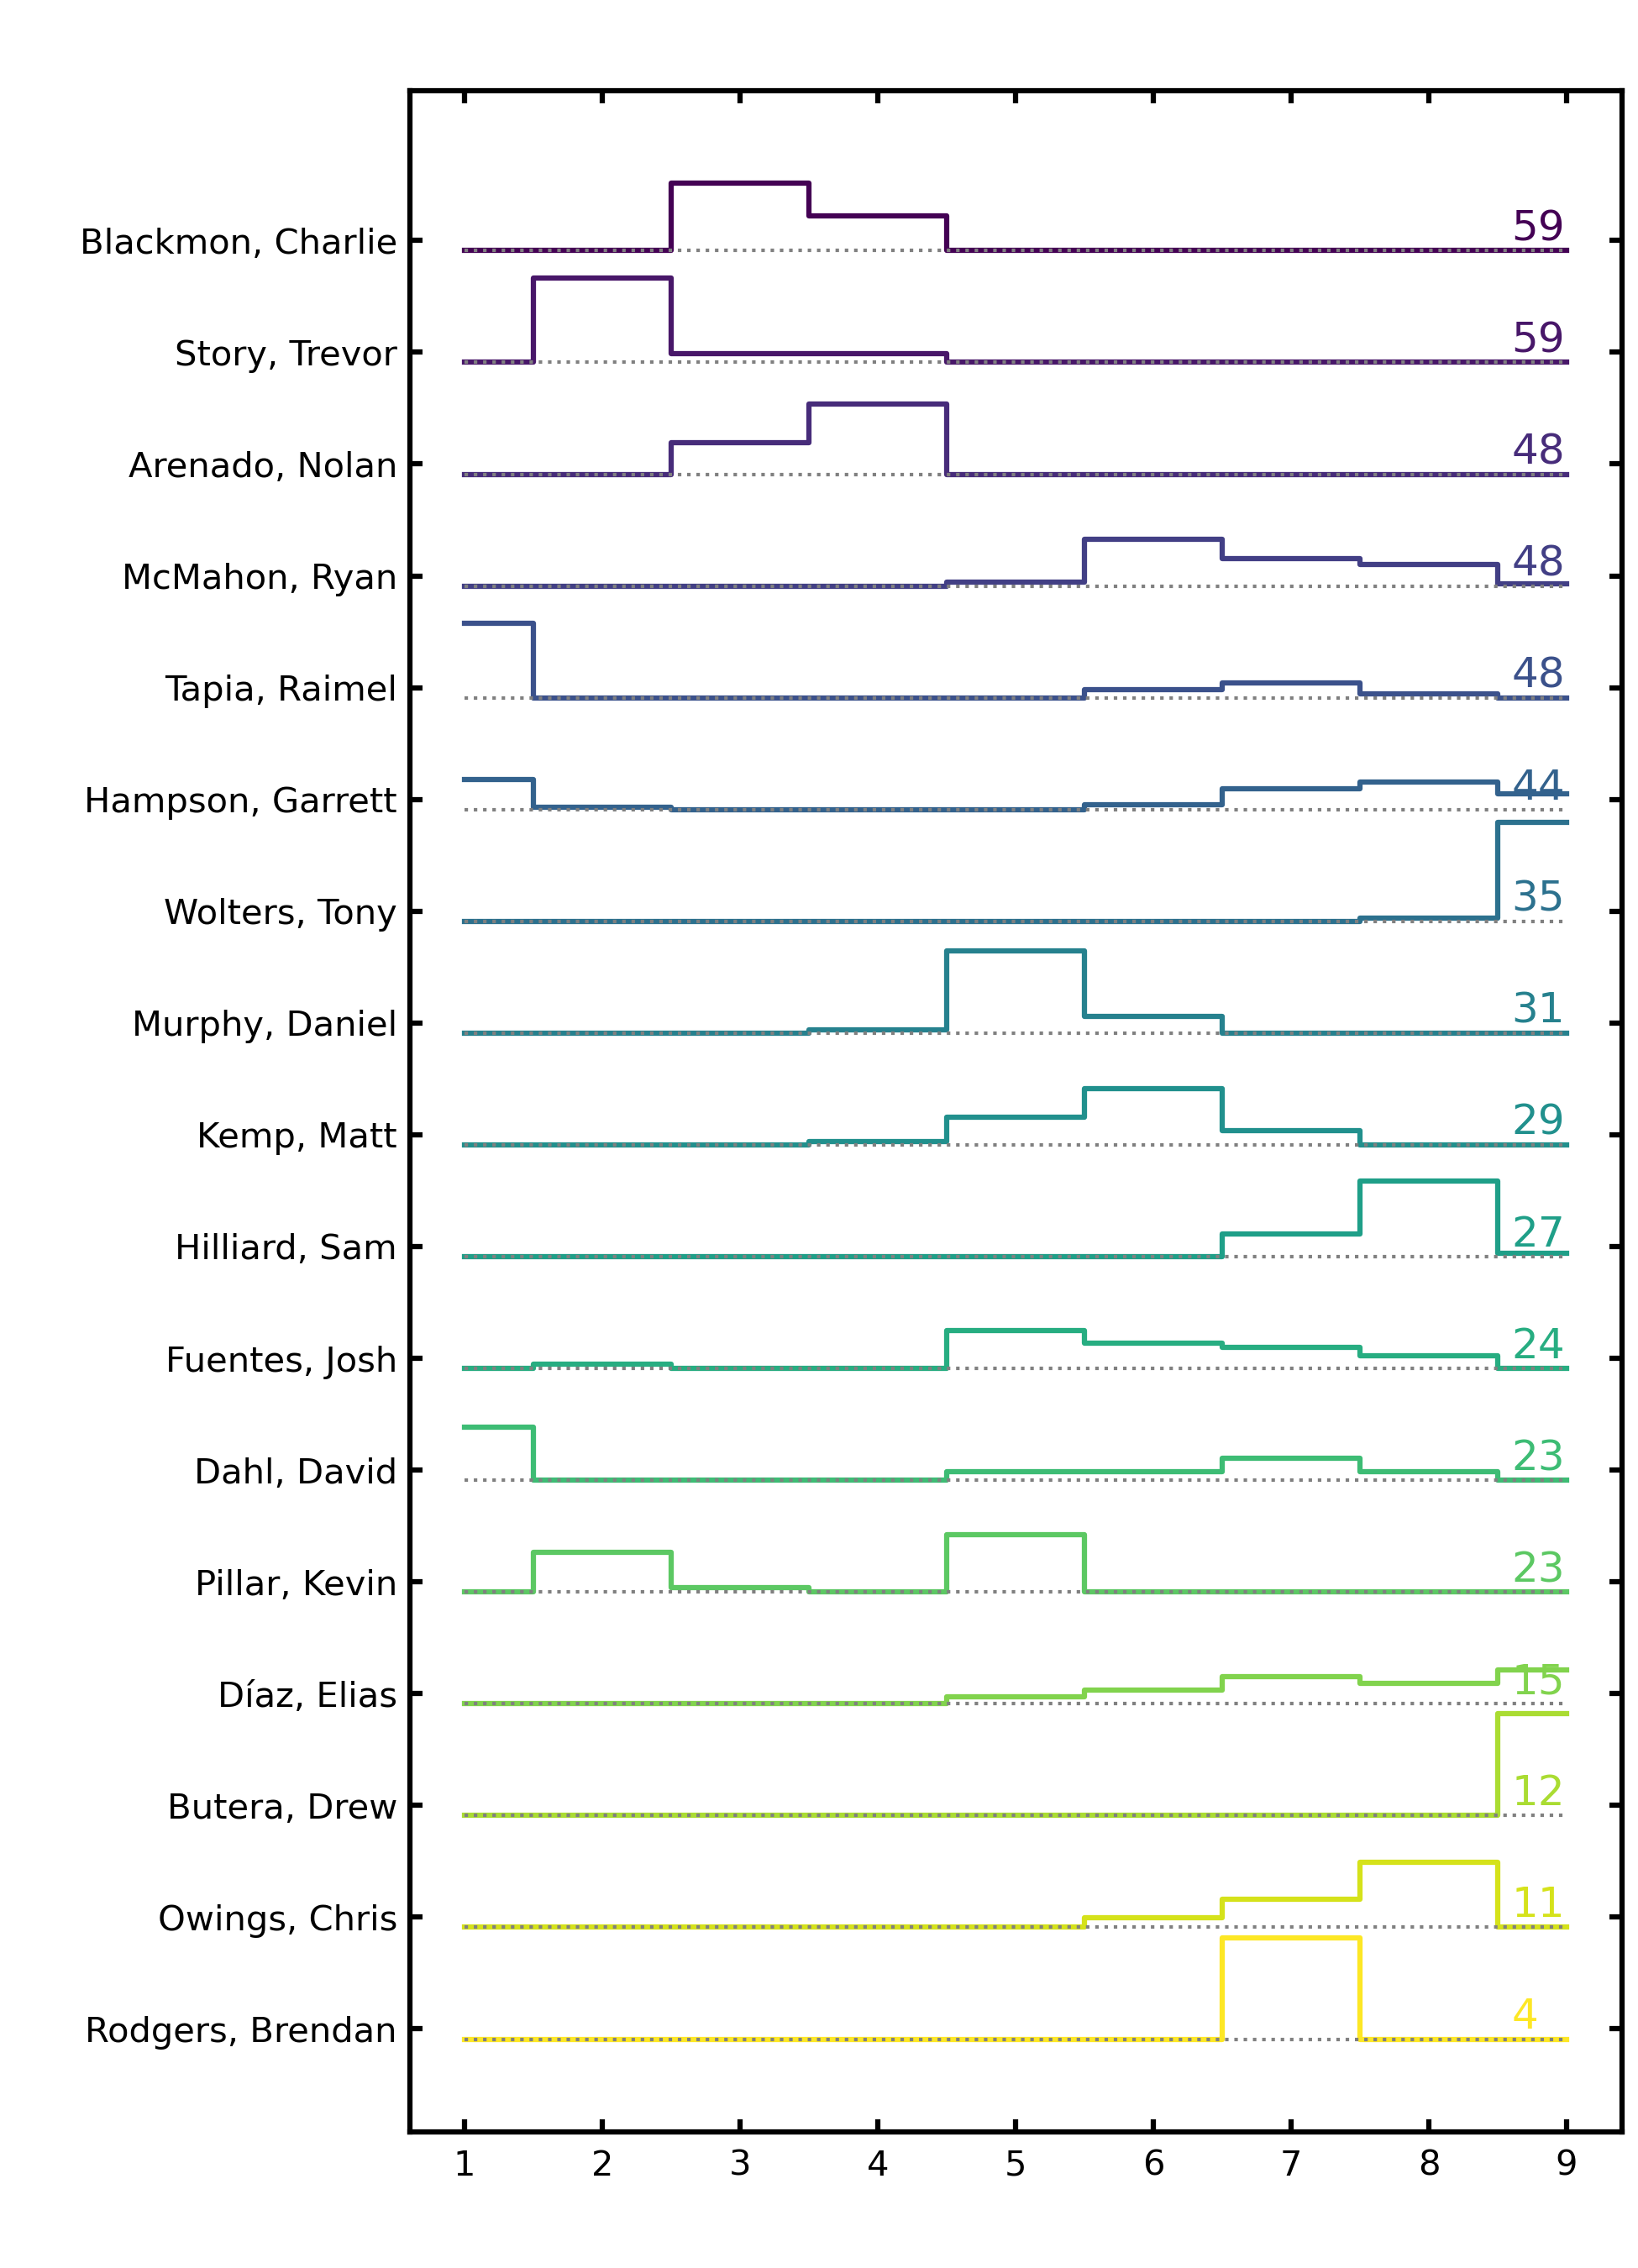 Blackmon, Charlie 59
Story, Trevor 59
Arenado, Nolan 48
McMahon, Ryan 48
Tapia, Raimel 48
Hampson, Garrett 44
Wolters, Tony 35
Murphy, Daniel 31
Kemp, Matt 29
Hilliard, Sam 27
Fuentes, Josh 24
Dahl, David 23
Pillar, Kevin 23
Díaz, Elias 15
Butera, Drew 12
Owings, Chris 11
Rodgers, Brendan 4
1 2 3 4 5 6 7 8 9